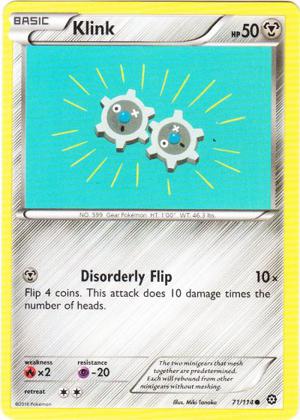 BASIC
Klink
HP 50
NO. 599 Gear Pokémon HT. 1'00" WT. 46.3 lbs.
Disorderly Flip 10×
Flip 4 coins. This attack does 10 damage times the
number of heads.
weakness
×2
resistance
-20
retreat
The two minigears that mesh
together are predetermined.
Each will rebound from other
minigears without meshing.
Illus. Miki Tanaka
71/114
©2016 Pokémon